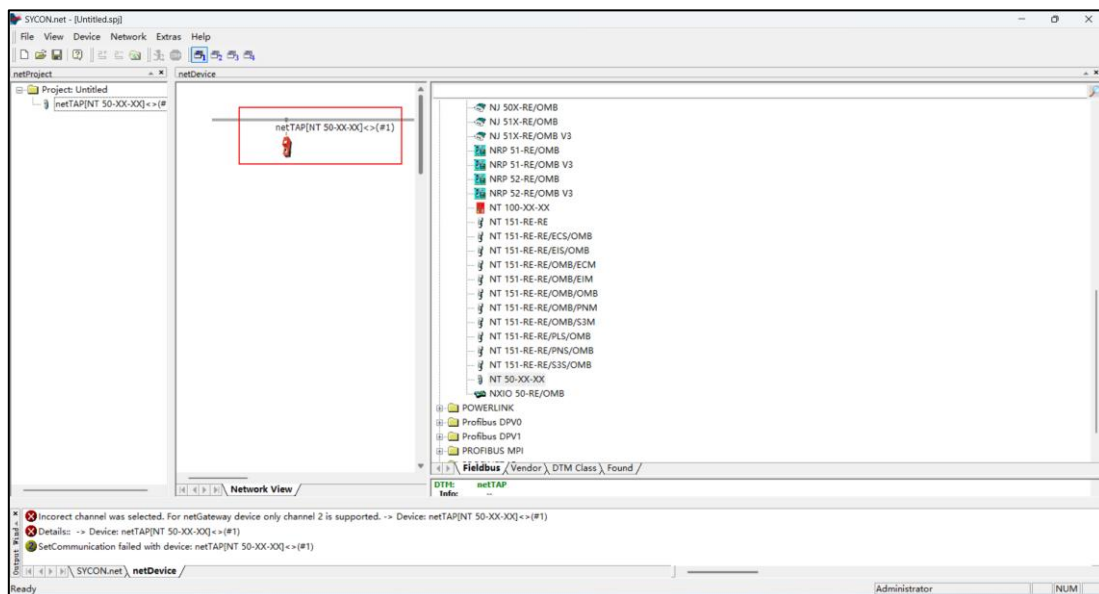 SYCON.net - [Untitled.spj]
File View Device Network Extras Help
netProject
netDevice
Project: Untitled
netTAP[NT 50-XX-XX]<>(#
netTAP[NT 50-XX-XX]<>(#1)
NJ 50X-RE/OMB
NJ 51X-RE/OMB
NJ 51X-RE/OMB V3
NRP 51-RE/OMB
NRP 51-RE/OMB V3
NRP 52-RE/OMB
NRP 52-RE/OMB V3
NT 100-XX-XX
NT 151-RE-RE
NT 151-RE-RE/ECS/OMB
NT 151-RE-RE/EIS/OMB
NT 151-RE-RE/OMB/ECM
NT 151-RE-RE/OMB/EIM
NT 151-RE-RE/OMB/OMB
NT 151-RE-RE/OMB/PNM
NT 151-RE-RE/OMB/S3M
NT 151-RE-RE/PLS/OMB
NT 151-RE-RE/PNS/OMB
NT 151-RE-RE/S3S/OMB
NT 50-XX-XX
NXIO 50-RE/OMB
POWERLINK
Profibus DPV0
Profibus DPV1
PROFIBUS MPI
Fieldbus Vendor DTM Class Found
Network View
DTM: netTAP
Info: --
Incorect channel was selected. For netGateway device only channel 2 is supported. -> Device: netTAP[NT 50-XX-XX]<>(#1)
Details:: -> Device: netTAP[NT 50-XX-XX]<>(#1)
SetCommunication failed with device: netTAP[NT 50-XX-XX]<>(#1)
SYCON.net netDevice
Ready
Administrator
NUM